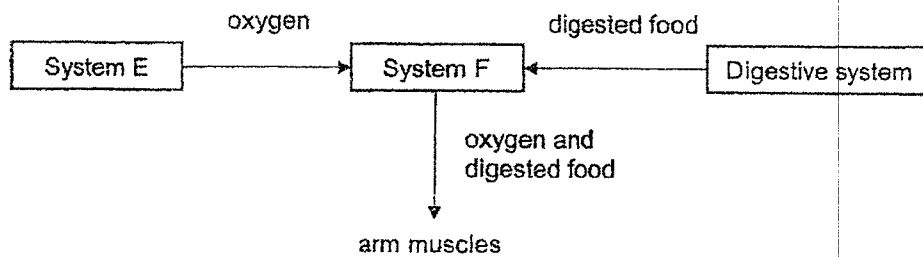 oxygen
digested food
System E
System F
Digestive system
oxygen and
digested food
arm muscles